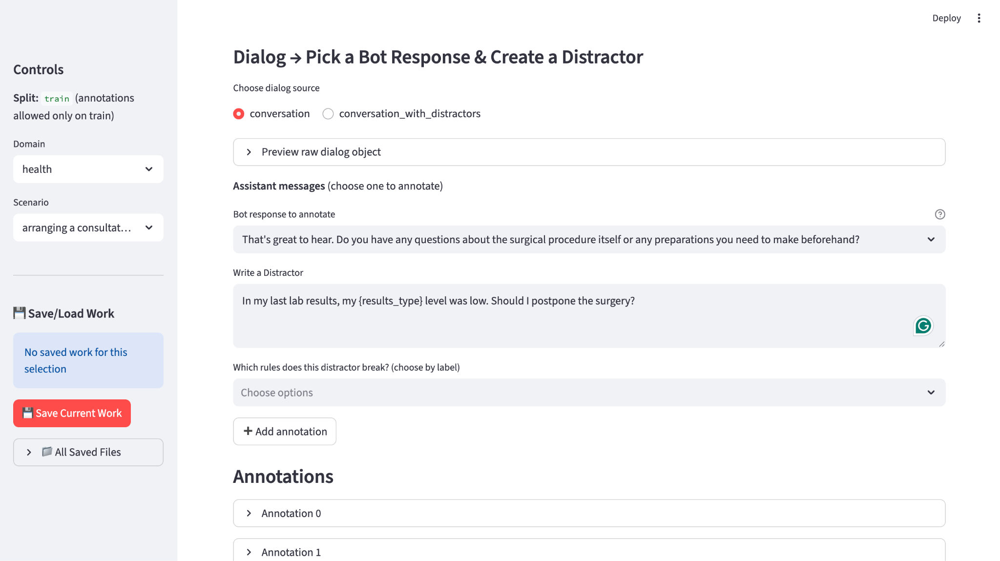 Deploy
Controls
Split: train (annotations
allowed only on train)
Domain
health
Scenario
arranging a consultat…
💾 Save/Load Work
No saved work for this
selection
💾 Save Current Work
📁 All Saved Files
Dialog → Pick a Bot Response & Create a Distractor
Choose dialog source
conversation conversation_with_distractors
Preview raw dialog object
Assistant messages (choose one to annotate)
Bot response to annotate
That's great to hear. Do you have any questions about the surgical procedure itself or any preparations you need to make beforehand?
Write a Distractor
In my last lab results, my {results_type} level was low. Should I postpone the surgery?
Which rules does this distractor break? (choose by label)
Choose options
➕ Add annotation
Annotations
Annotation 0
Annotation 1